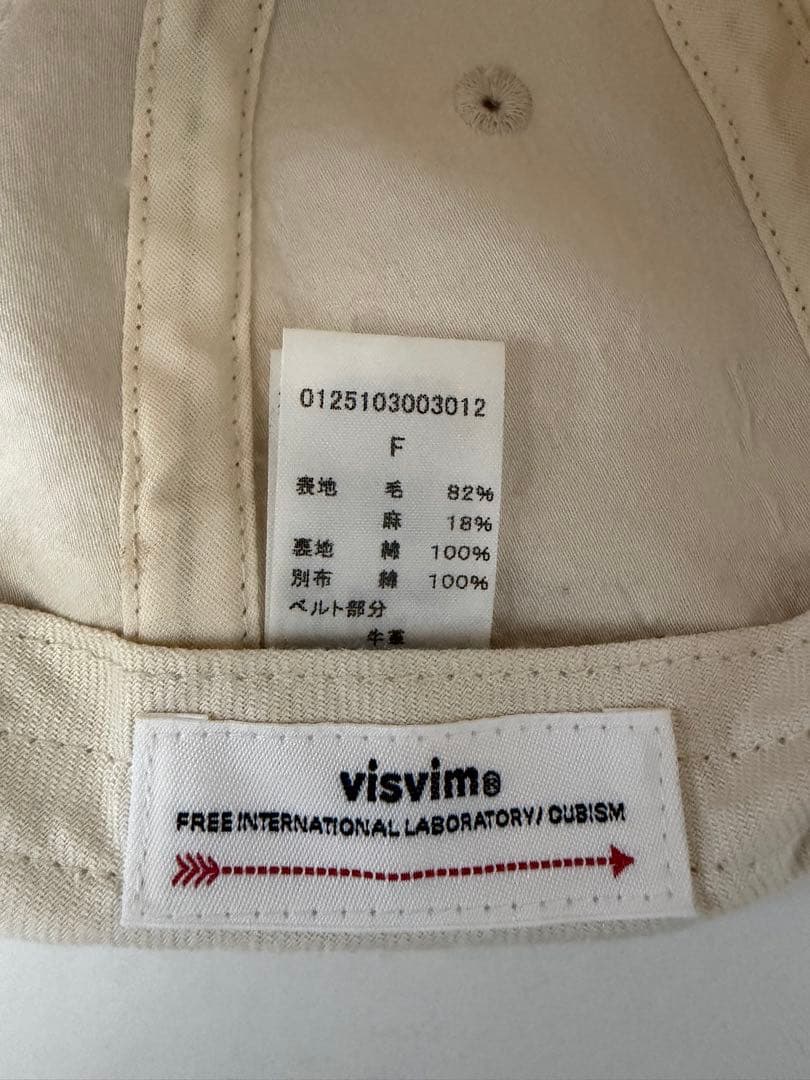 0125103003012
F
表地 毛 82%
麻 18%
裏地 綿 100%
別布 綿 100%
ベルト部分
牛革
visvim®
FREE INTERNATIONAL LABORATORY/ CUBISM